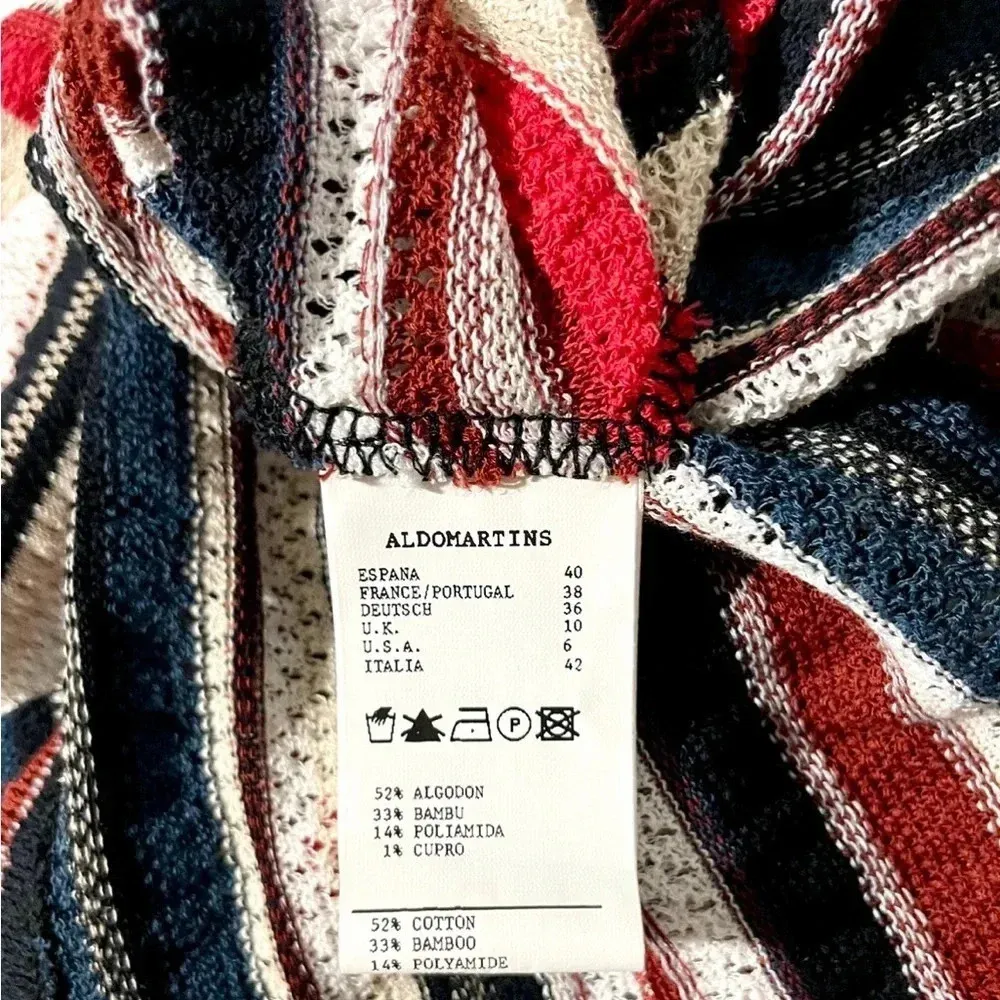 ALDOMARTINS
ESPANA 40
FRANCE/PORTUGAL 38
DEUTSCH 36
U.K. 10
U.S.A. 6
ITALIA 42
P
52% ALGODON
33% BAMBU
14% POLIAMIDA
1% CUPRO
52% COTTON
33% BAMBOO
14% POLYAMIDE